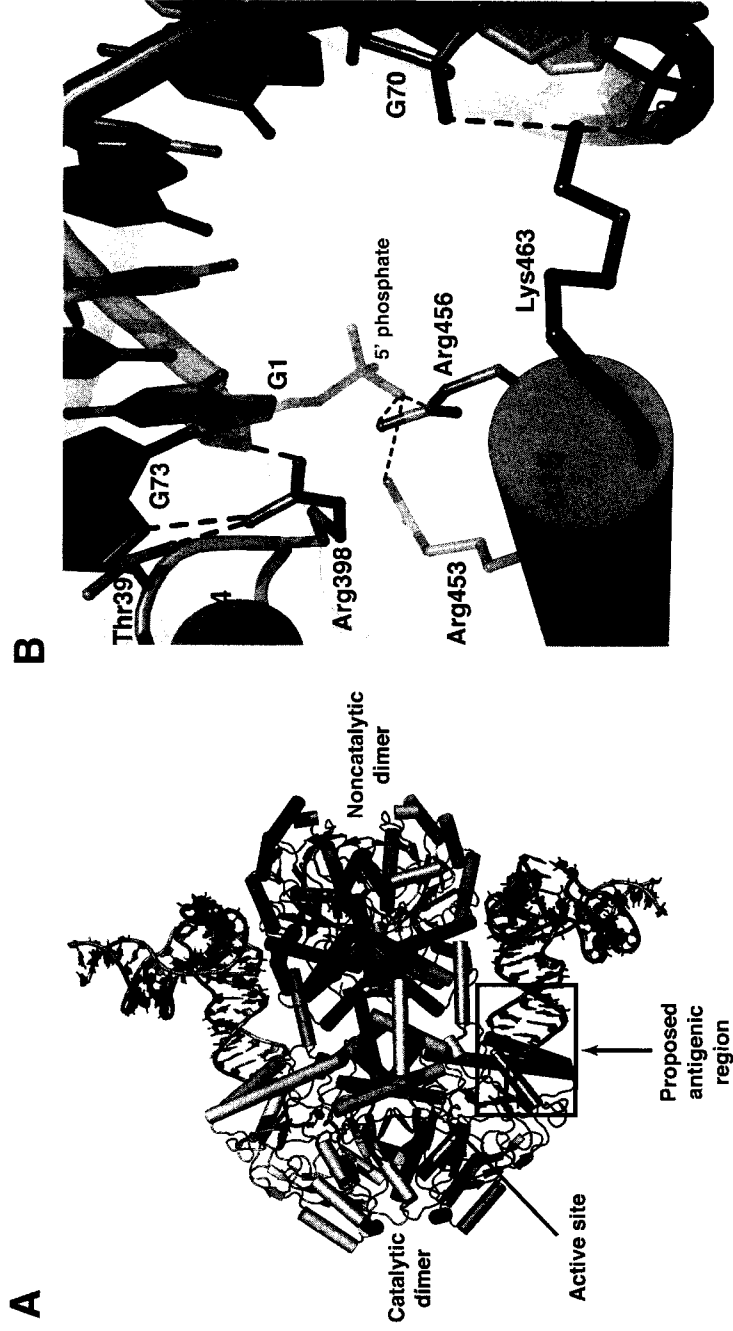 A
Catalytic
dimer
Noncatalytic
dimer
Active site
Proposed
antigenic
region
B
Thr39
G73
G1
G70
5' phosphate
Arg398
Arg453
Arg456
Lys463
4